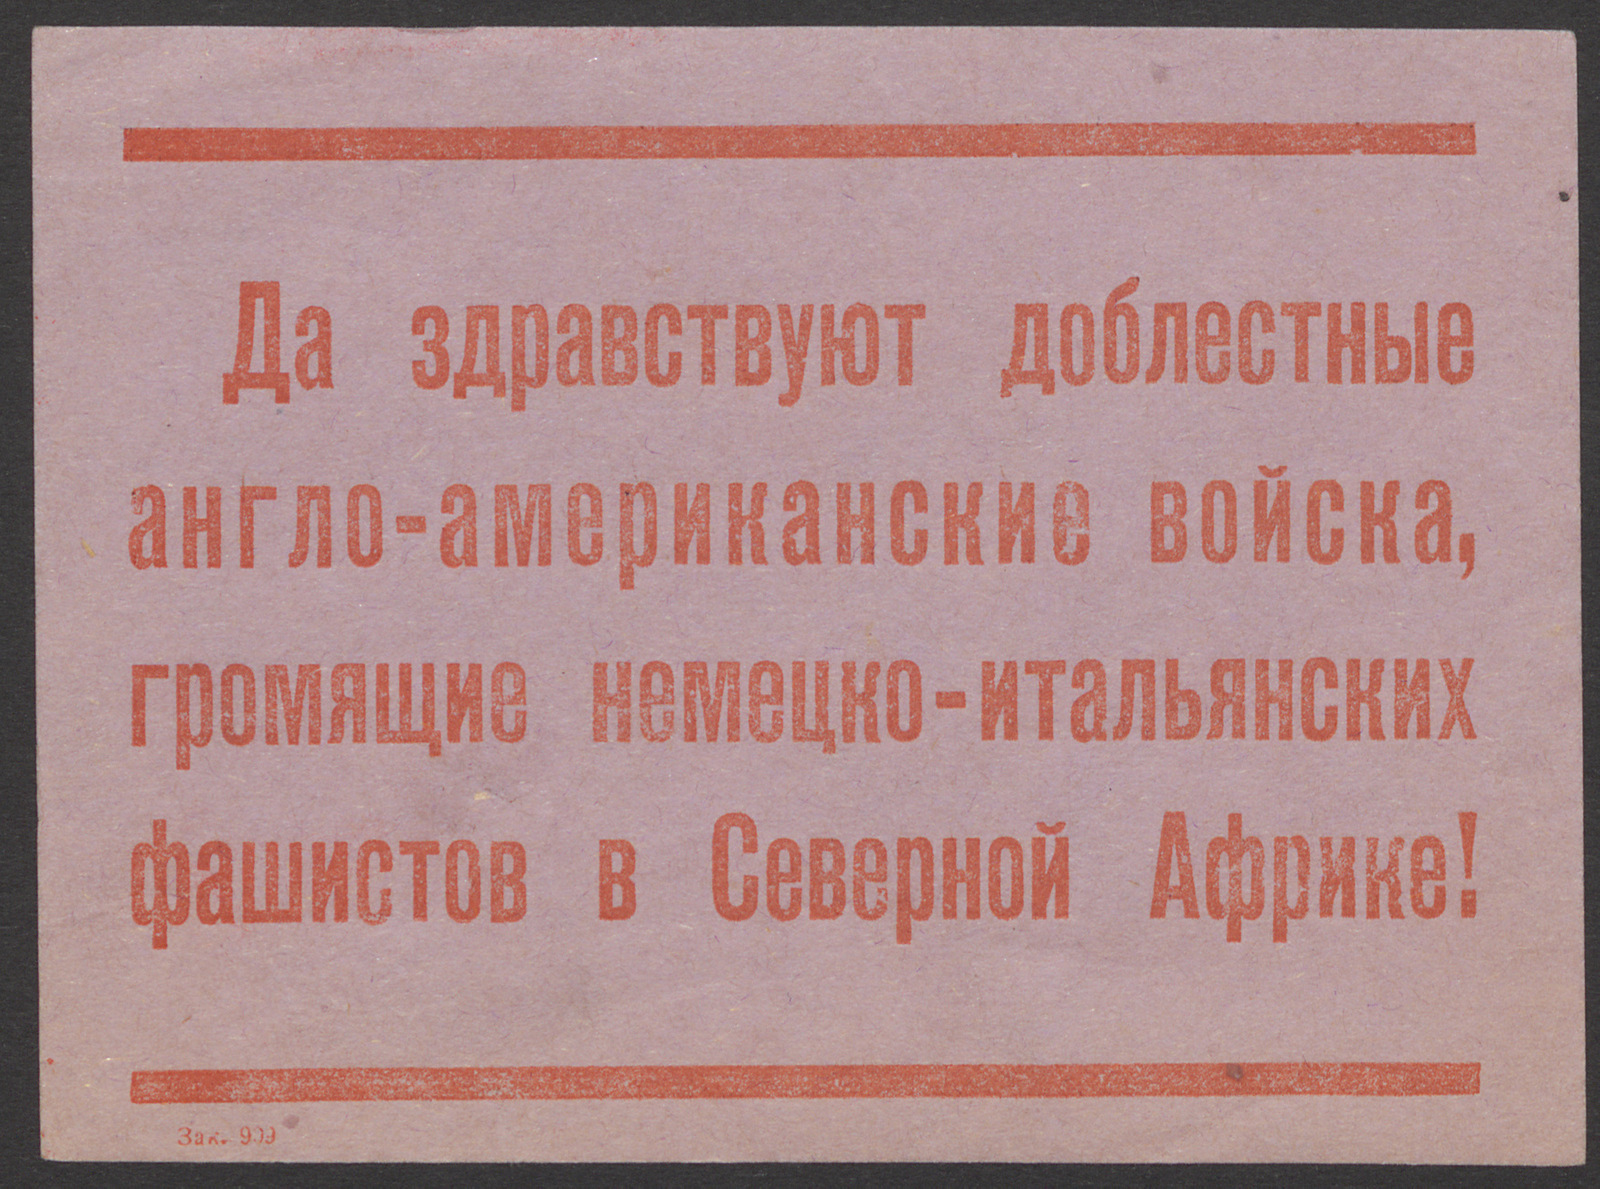 Да здравствуют доблестные
англо-американские войска,
громящие немецко-итальянских
фашистов в Северной Африке!
Зак. 909